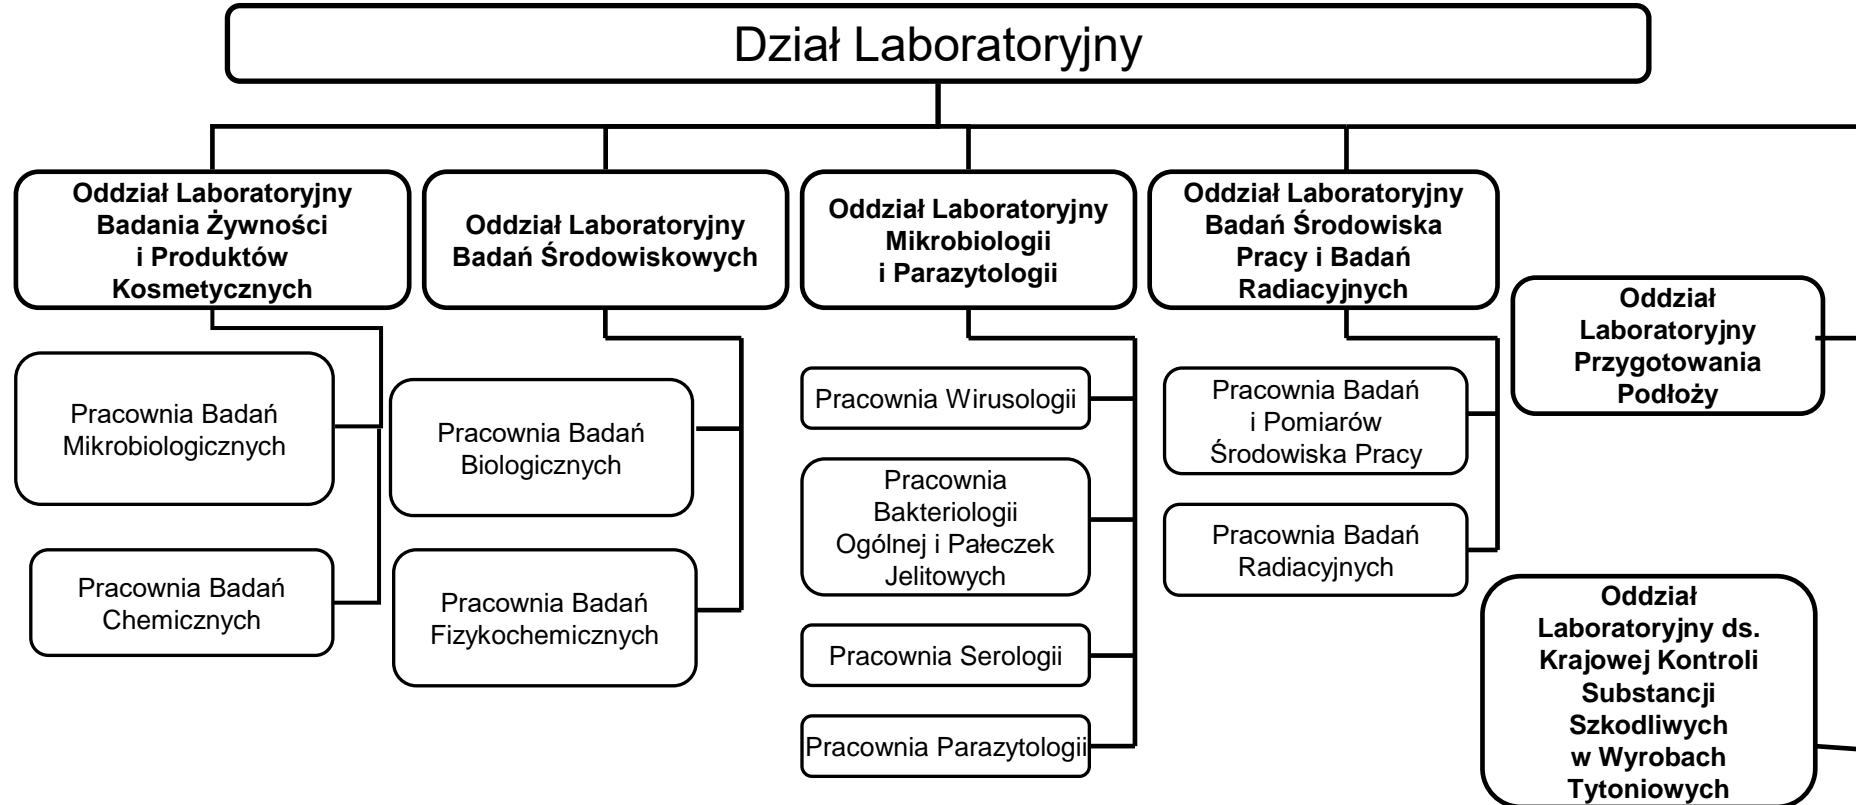 Dział Laboratoryjny
Oddział Laboratoryjny
Badania Żywności
i Produktów
Kosmetycznych
Oddział Laboratoryjny
Badań Środowiskowych
Oddział Laboratoryjny
Mikrobiologii
i Parazytologii
Oddział Laboratoryjny
Badań Środowiska
Pracy i Badań
Radiacyjnych
Oddział
Laboratoryjny
Przygotowania
Podłoży
Pracownia Badań
Mikrobiologicznych
Pracownia Badań
Chemicznych
Pracownia Badań
Biologicznych
Pracownia Badań
Fizykochemicznych
Pracownia Wirusologii
Pracownia
Bakteriologii
Ogólnej i Pałeczek
Jelitowych
Pracownia Serologii
Pracownia Parazytologii
Pracownia Badań
i Pomiarów
Środowiska Pracy
Pracownia Badań
Radiacyjnych
Oddział
Laboratoryjny ds.
Krajowej Kontroli
Substancji
Szkodliwych
w Wyrobach
Tytoniowych